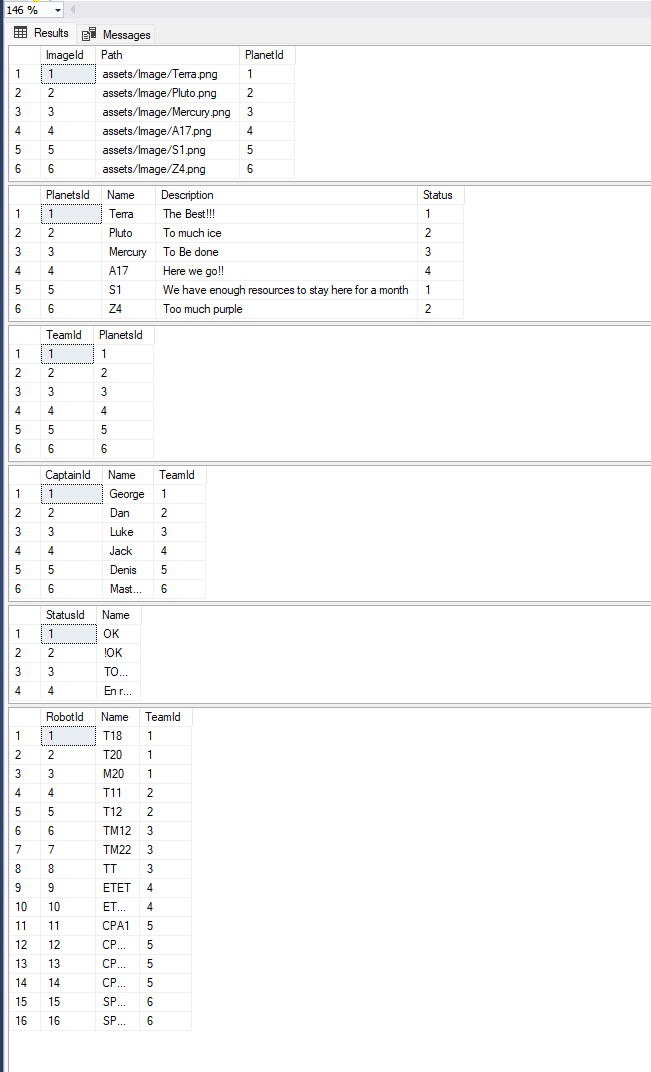 146 %
Results Messages
ImageId Path PlanetId
1 1 assets/Image/Terra.png 1
2 2 assets/Image/Pluto.png 2
3 3 assets/Image/Mercury.png 3
4 4 assets/Image/A17.png 4
5 5 assets/Image/S1.png 5
6 6 assets/Image/Z4.png 6
PlanetsId Name Description Status
1 1 Terra The Best!!! 1
2 2 Pluto To much ice 2
3 3 Mercury To Be done 3
4 4 A17 Here we go!! 4
5 5 S1 We have enough resources to stay here for a month 1
6 6 Z4 Too much purple 2
TeamId PlanetsId
1 1 1
2 2 2
3 3 3
4 4 4
5 5 5
6 6 6
CaptainId Name TeamId
1 1 George 1
2 2 Dan 2
3 3 Luke 3
4 4 Jack 4
5 5 Denis 5
6 6 Mast... 6
StatusId Name
1 1 OK
2 2 !OK
3 3 TO...
4 4 En r...
RobotId Name TeamId
1 1 T18 1
2 2 T20 1
3 3 M20 1
4 4 T11 2
5 5 T12 2
6 6 TM12 3
7 7 TM22 3
8 8 TT 3
9 9 ETET 4
10 10 ET... 4
11 11 CPA1 5
12 12 CP... 5
13 13 CP... 5
14 14 CP... 5
15 15 SP... 6
16 16 SP... 6